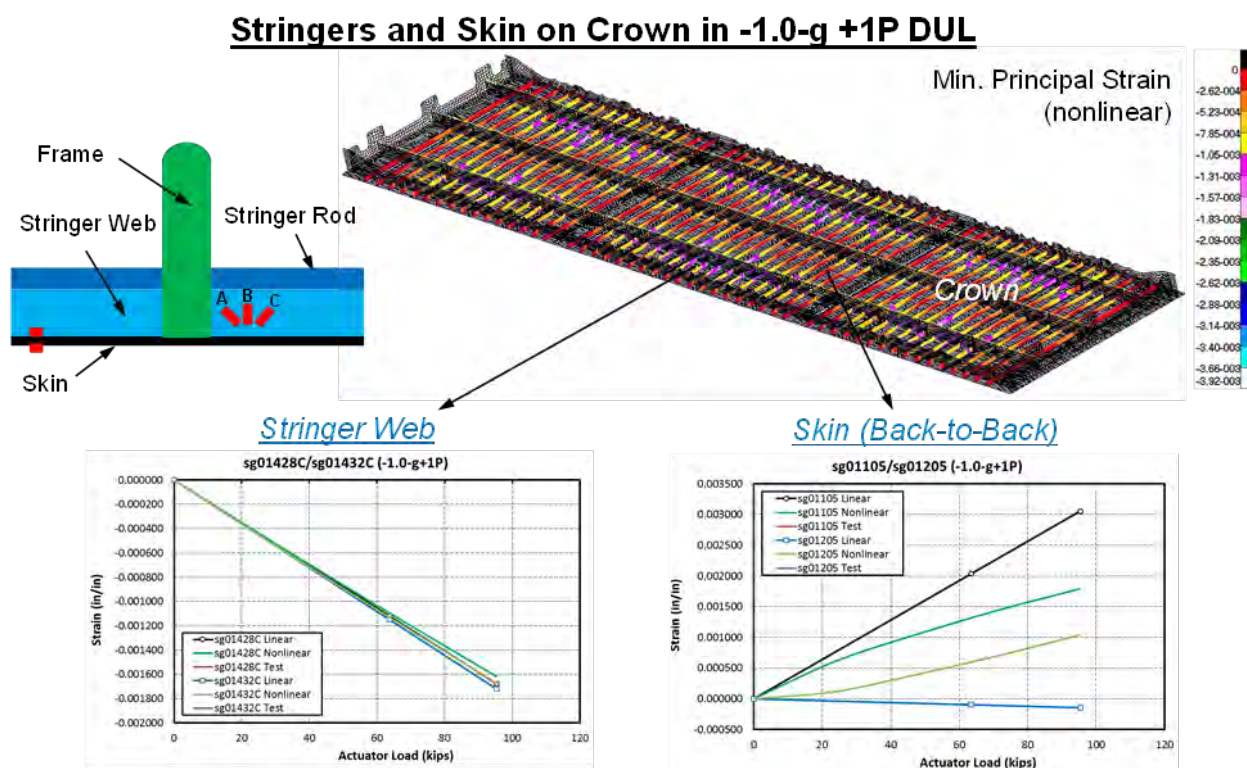 Stringers and Skin on Crown in -1.0-g +1P DUL
Min. Principal Strain
(nonlinear)
Frame
Stringer Web
Stringer Rod
A B C
Skin
Crown
0
-2.62-004
-5.23-004
-7.85-004
-1.05-003
-1.31-003
-1.57-003
-1.83-003
-2.09-003
-2.35-003
-2.62-003
-2.88-003
-3.14-003
-3.40-003
-3.66-003
-3.92-003
Stringer Web
sg01428C/sg01432C (-1.0-g+1P)
0.000000
-0.000200
-0.000400
-0.000600
-0.000800
-0.001000
-0.001200
-0.001400
-0.001600
-0.001800
-0.002000
Strain (in/in)
sg01428C Linear
sg01428C Nonlinear
sg01428C Test
sg01432C Linear
sg01432C Nonlinear
sg01432C Test
0 20 40 60 80 100 120
Actuator Load (kips)
Skin (Back-to-Back)
sg01105/sg01205 (-1.0-g+1P)
0.003500
0.003000
0.002500
0.002000
0.001500
0.001000
0.000500
0.000000
-0.000500
Strain (in/in)
sg01105 Linear
sg01105 Nonlinear
sg01105 Test
sg01205 Linear
sg01205 Nonlinear
sg01205 Test
0 20 40 60 80 100 120
Actuator Load (kips)